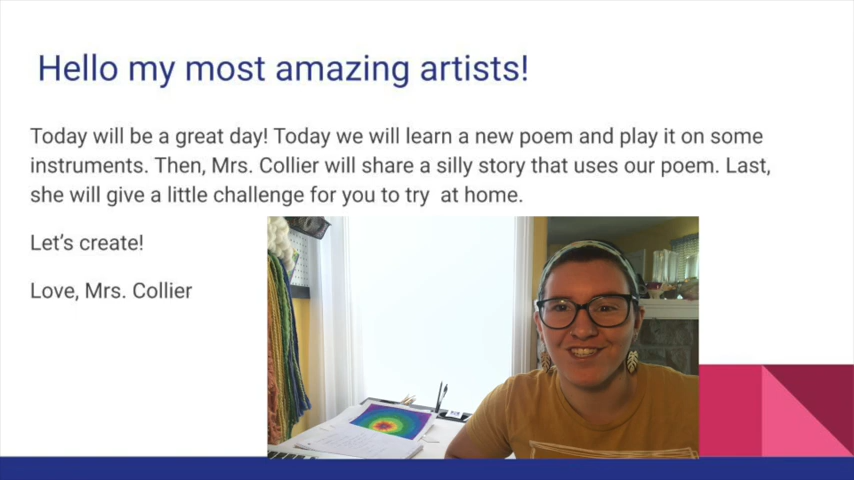 Hello my most amazing artists!
Today will be a great day! Today we will learn a new poem and play it on some
instruments. Then, Mrs. Collier will share a silly story that uses our poem. Last,
she will give a little challenge for you to try  at home.
Let’s create!
Love, Mrs. Collier